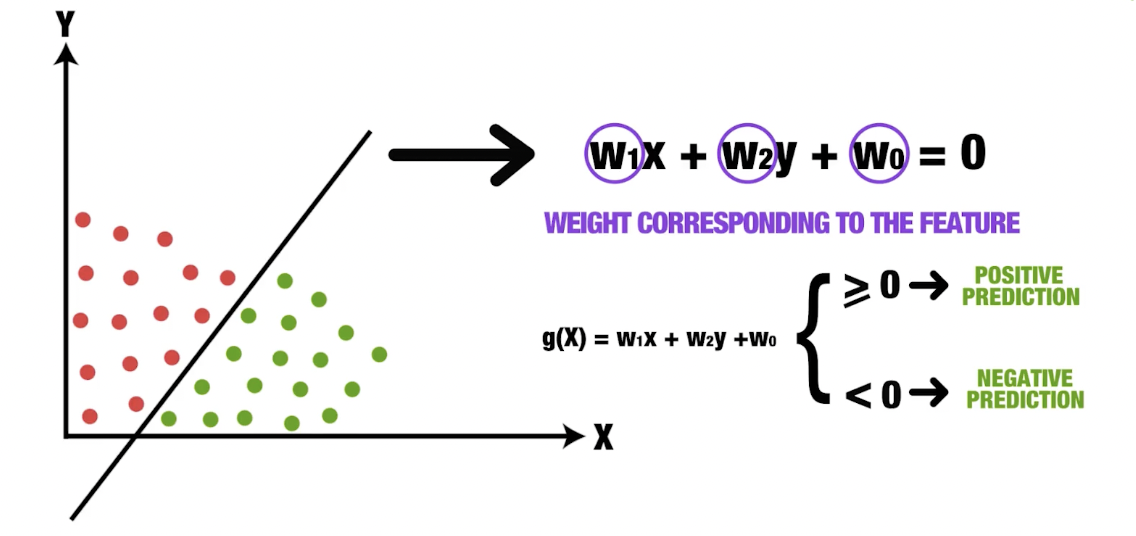 Y
w₁x + w₂y + w₀ = 0
WEIGHT CORRESPONDING TO THE FEATURE
≥ 0 → POSITIVE
PREDICTION
g(X) = w₁x + w₂y +w₀
< 0 → NEGATIVE
PREDICTION
X